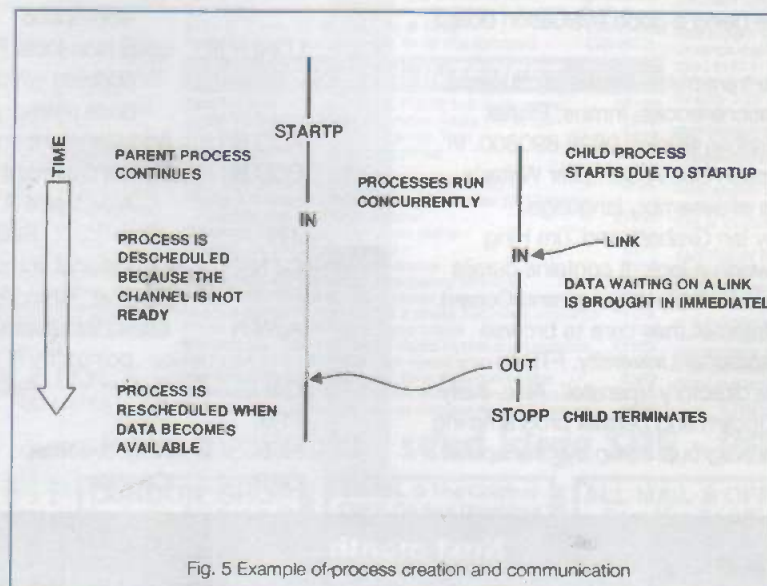 TIME
STARTP
PARENT PROCESS
CONTINUES
IN
PROCESS IS
DESCHEDULED
BECAUSE THE
CHANNEL IS NOT
READY
PROCESS IS
RESCHEDULED WHEN
DATA BECOMES
AVAILABLE
PROCESSES RUN
CONCURRENTLY
CHILD PROCESS
STARTS DUE TO STARTUP
IN
LINK
DATA WAITING ON A LINK
IS BROUGHT IN IMMEDIATEL
OUT
STOPP CHILD TERMINATES
Fig. 5 Example of-process creation and communication